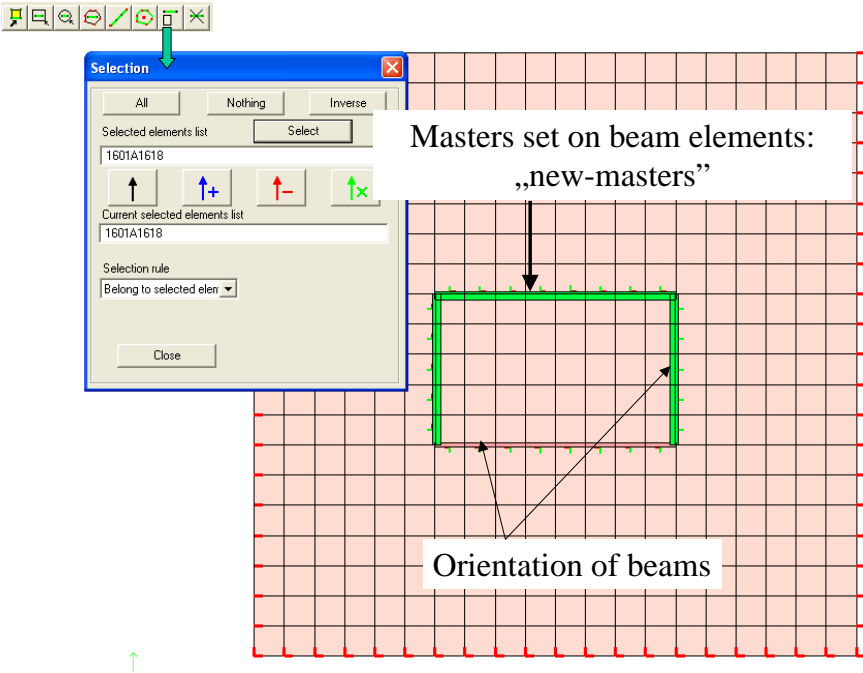 Selection
All Nothing Inverse
Selected elements list Select
1601A1618
Current selected elements list
1601A1618
Selection rule
Belong to selected elem
Close
Masters set on beam elements:
„new-masters”
Orientation of beams